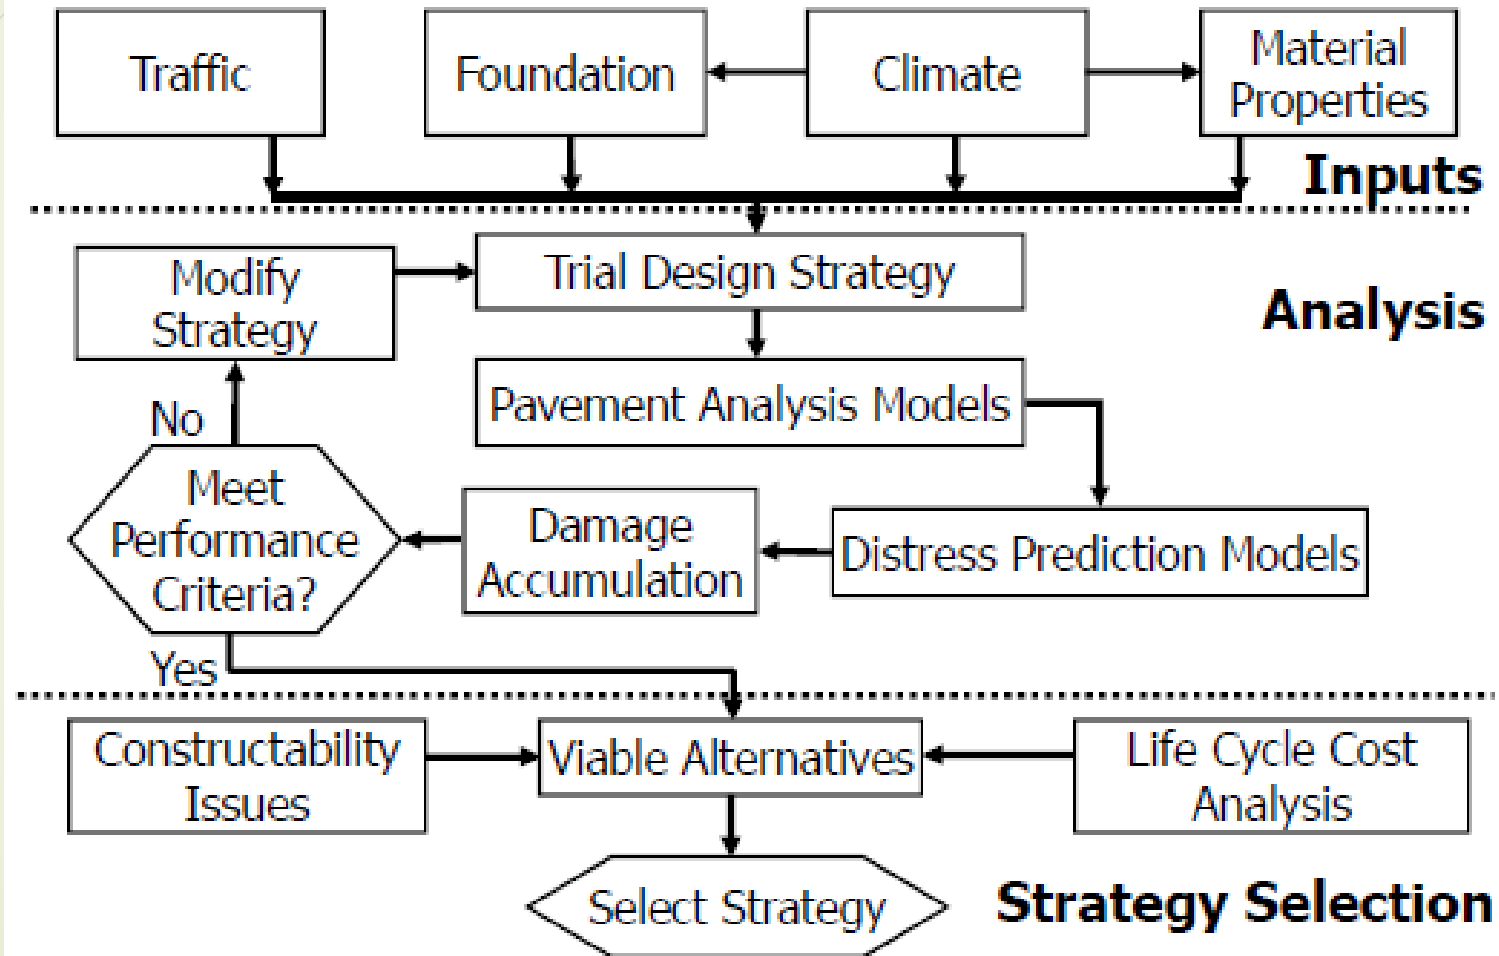 Traffic
Foundation
Climate
Material
Properties
Inputs
Modify
Strategy
Trial Design Strategy
Analysis
Pavement Analysis Models
No
Meet
Performance
Criteria?
Damage
Accumulation
Distress Prediction Models
Yes
Constructability
Issues
Viable Alternatives
Life Cycle Cost
Analysis
Select Strategy
Strategy Selection